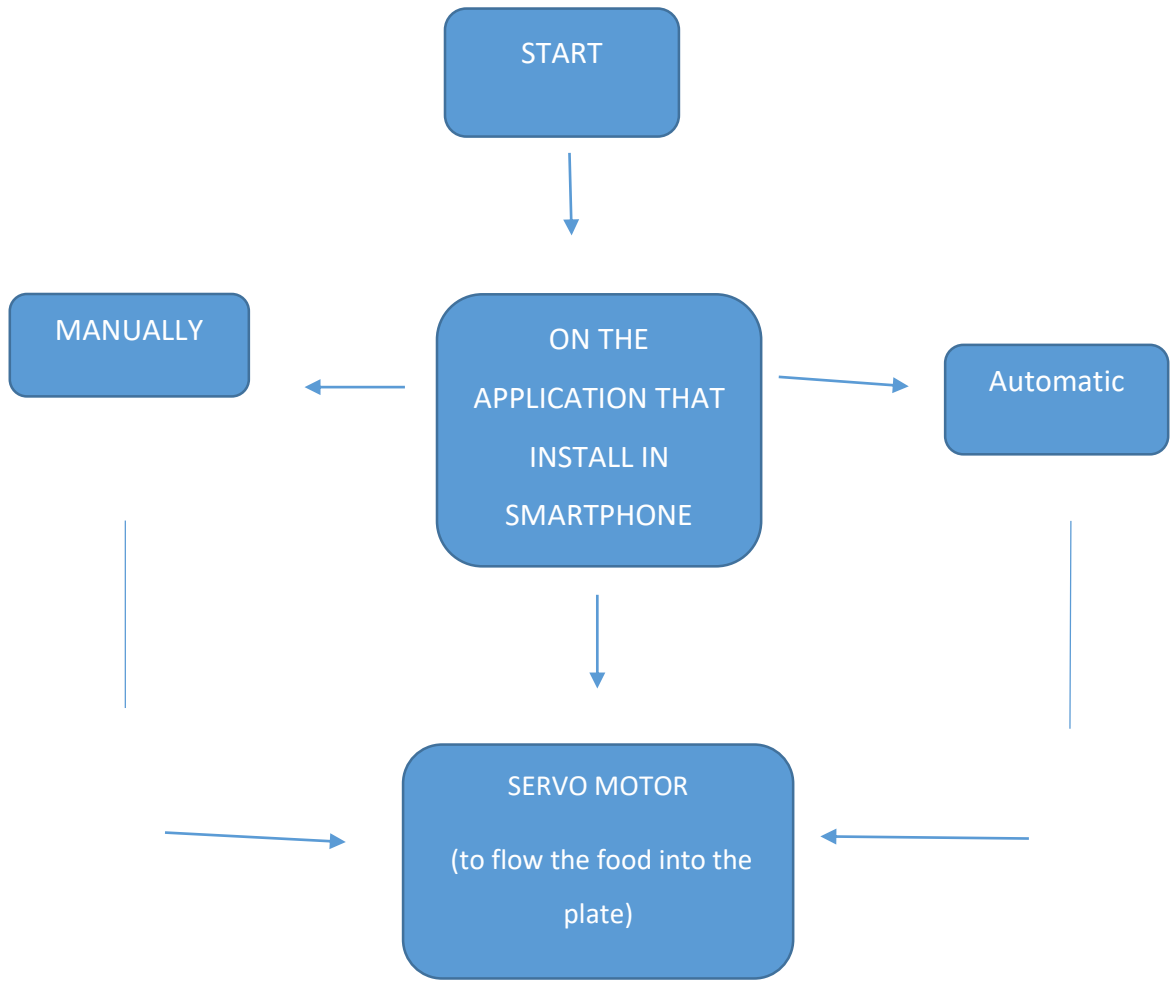 START
MANUALLY
ON THE
APPLICATION THAT
INSTALL IN
SMARTPHONE
Automatic
SERVO MOTOR
(to flow the food into the
plate)